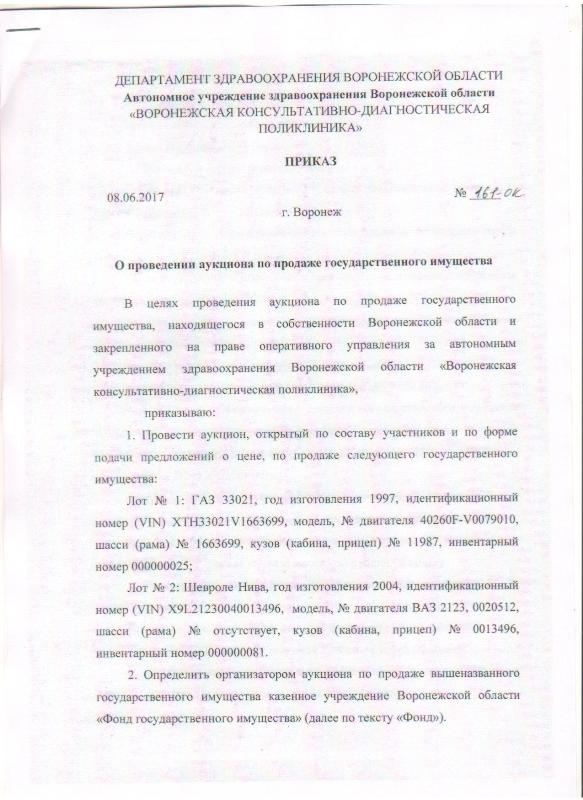 ДЕПАРТАМЕНТ ЗДРАВООХРАНЕНИЯ ВОРОНЕЖСКОЙ ОБЛАСТИ
Автономное учреждение здравоохранения Воронежской области
«ВОРОНЕЖСКАЯ КОНСУЛЬТАТИВНО-ДИАГНОСТИЧЕСКАЯ
ПОЛИКЛИНИКА»
ПРИКАЗ
08.06.2017 № 161-ОК
г. Воронеж
О проведении аукциона по продаже государственного имущества
В целях проведения аукциона по продаже государственного
имущества, находящегося в собственности Воронежской области и
закрепленного на праве оперативного управления за автономным
учреждением здравоохранения Воронежской области «Воронежская
консультативно-диагностическая поликлиника»,
приказываю:
1. Провести аукцион, открытый по составу участников и по форме
подачи предложений о цене, по продаже следующего государственного
имущества:
Лот № 1: ГАЗ 33021, год изготовления 1997, идентификационный
номер (VIN) XTH33021V1663699, модель, № двигателя 40260F-V0079010,
шасси (рама) № 1663699, кузов (кабина, прицеп) № 11987, инвентарный
номер 000000025;
Лот № 2: Шевроле Нива, год изготовления 2004, идентификационный
номер (VIN) X9L21230040013496, модель, № двигателя ВАЗ 2123, 0020512,
шасси (рама) № отсутствует, кузов (кабина, прицеп) № 0013496,
инвентарный номер 000000081.
2. Определить организатором аукциона по продаже вышеназванного
государственного имущества казенное учреждение Воронежской области
«Фонд государственного имущества» (далее по тексту «Фонд»).